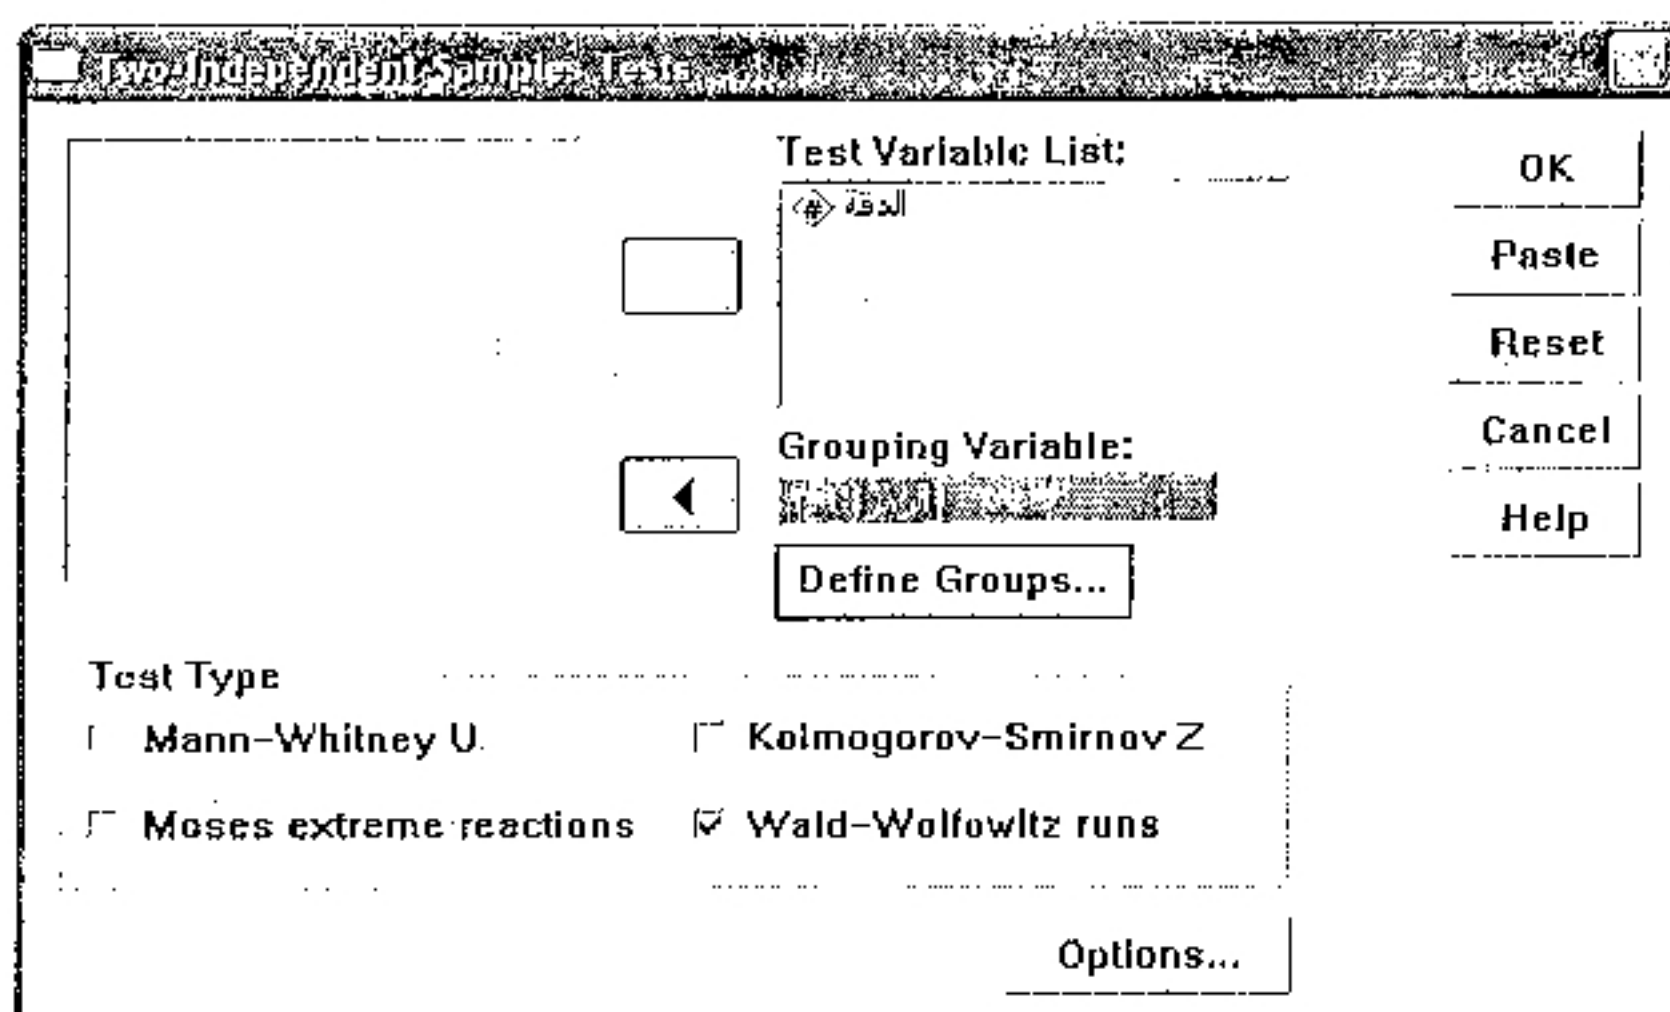 Two-Independent-Samples Tests
Test Variable List:
الدقة
OK
Paste
Reset
Cancel
Help
Grouping Variable:
Define Groups...
Test Type
Mann-Whitney U
Kolmogorov-Smirnov Z
Moses extreme reactions
Wald-Wolfowitz runs
Options...